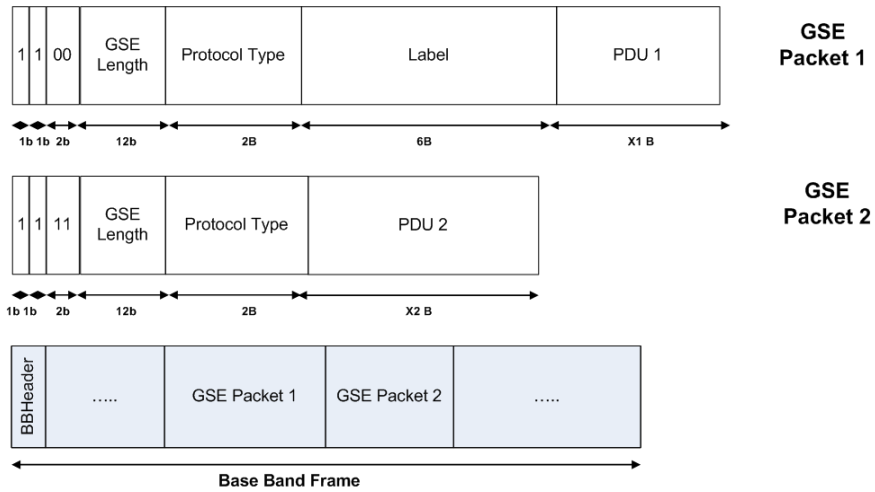 1 1 00 GSE Length Protocol Type Label PDU 1
GSE Packet 1
1b 1b 2b 12b 2B 6B X1 B
1 1 11 GSE Length Protocol Type PDU 2
GSE Packet 2
1b 1b 2b 12b 2B X2 B
BBHeader ..... GSE Packet 1 GSE Packet 2 .....
Base Band Frame